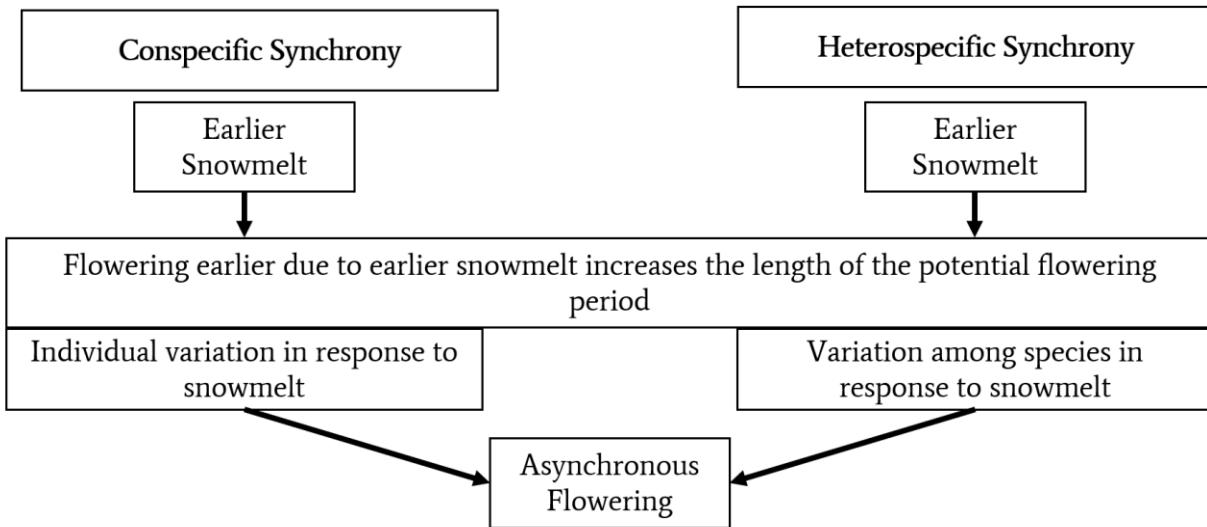 Conspecific Synchrony
Heterospecific Synchrony
Earlier
Snowmelt
Earlier
Snowmelt
Flowering earlier due to earlier snowmelt increases the length of the potential flowering
period
Individual variation in response to
snowmelt
Variation among species in
response to snowmelt
Asynchronous
Flowering